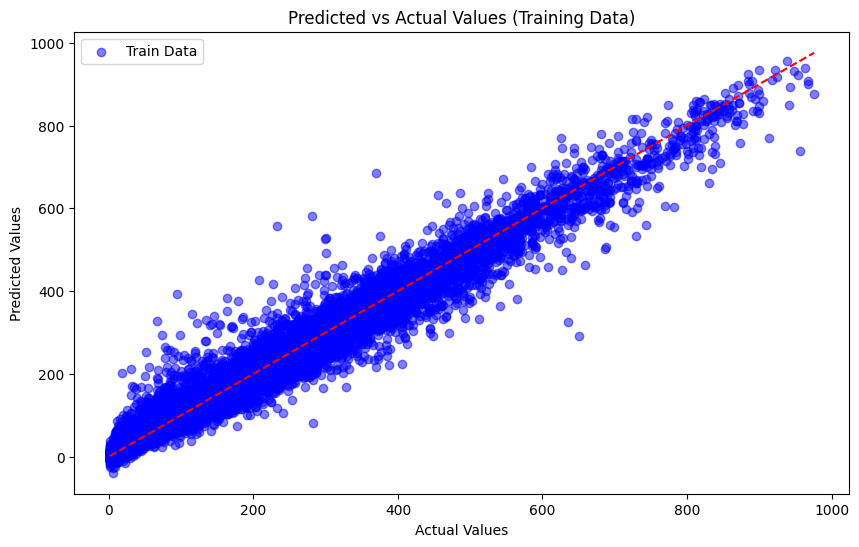 Predicted vs Actual Values (Training Data)
Train Data
1000
800
600
400
200
0
Predicted Values
0 200 400 600 800 1000
Actual Values